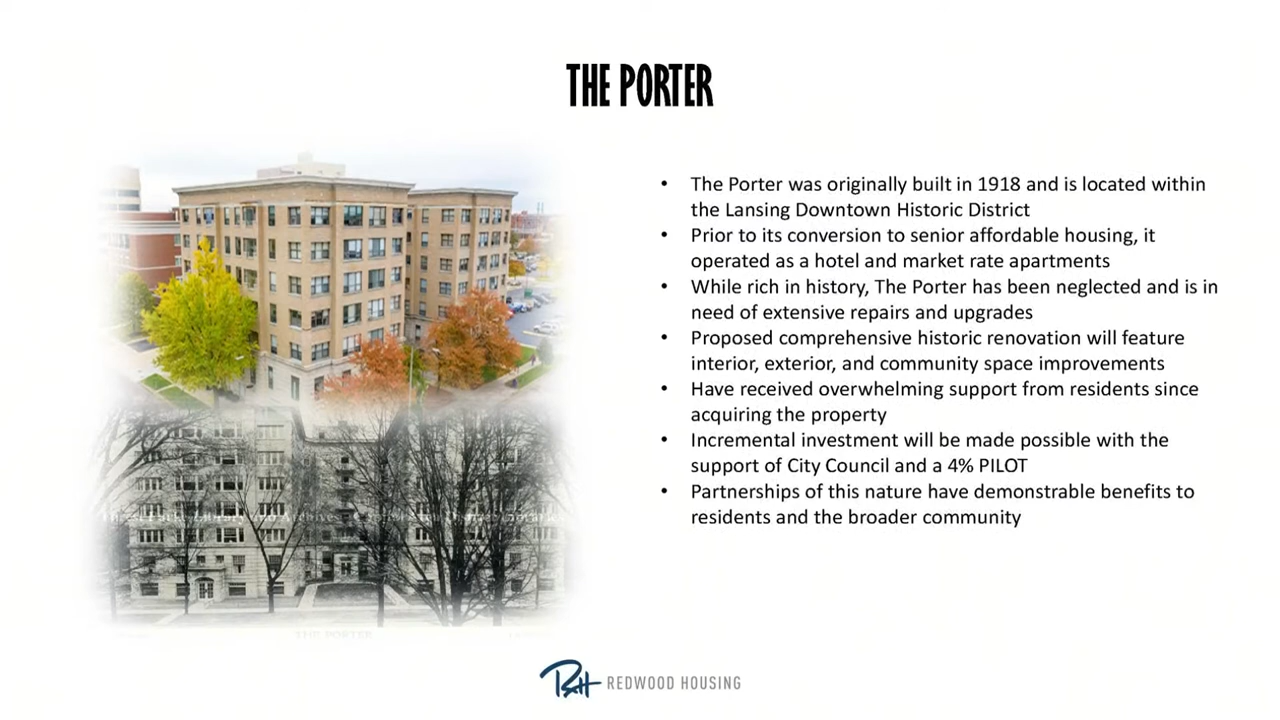 THE PORTER
• The Porter was originally built in 1918 and is located within
the Lansing Downtown Historic District
• Prior to its conversion to senior affordable housing, it
operated as a hotel and market rate apartments
• While rich in history, The Porter has been neglected and is in
need of extensive repairs and upgrades
• Proposed comprehensive historic renovation will feature
interior, exterior, and community space improvements
• Have received overwhelming support from residents since
acquiring the property
• Incremental investment will be made possible with the
support of City Council and a 4% PILOT
• Partnerships of this nature have demonstrable benefits to
residents and the broader community
THE PORTER
RH REDWOOD HOUSING